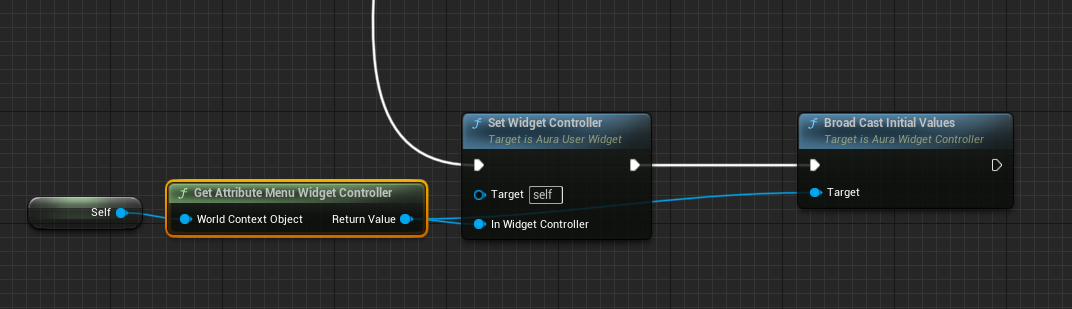 Set Widget Controller
Target is Aura User Widget
Target self
In Widget Controller
Broad Cast Initial Values
Target is Aura Widget Controller
Target
Get Attribute Menu Widget Controller
Self
World Context Object Return Value